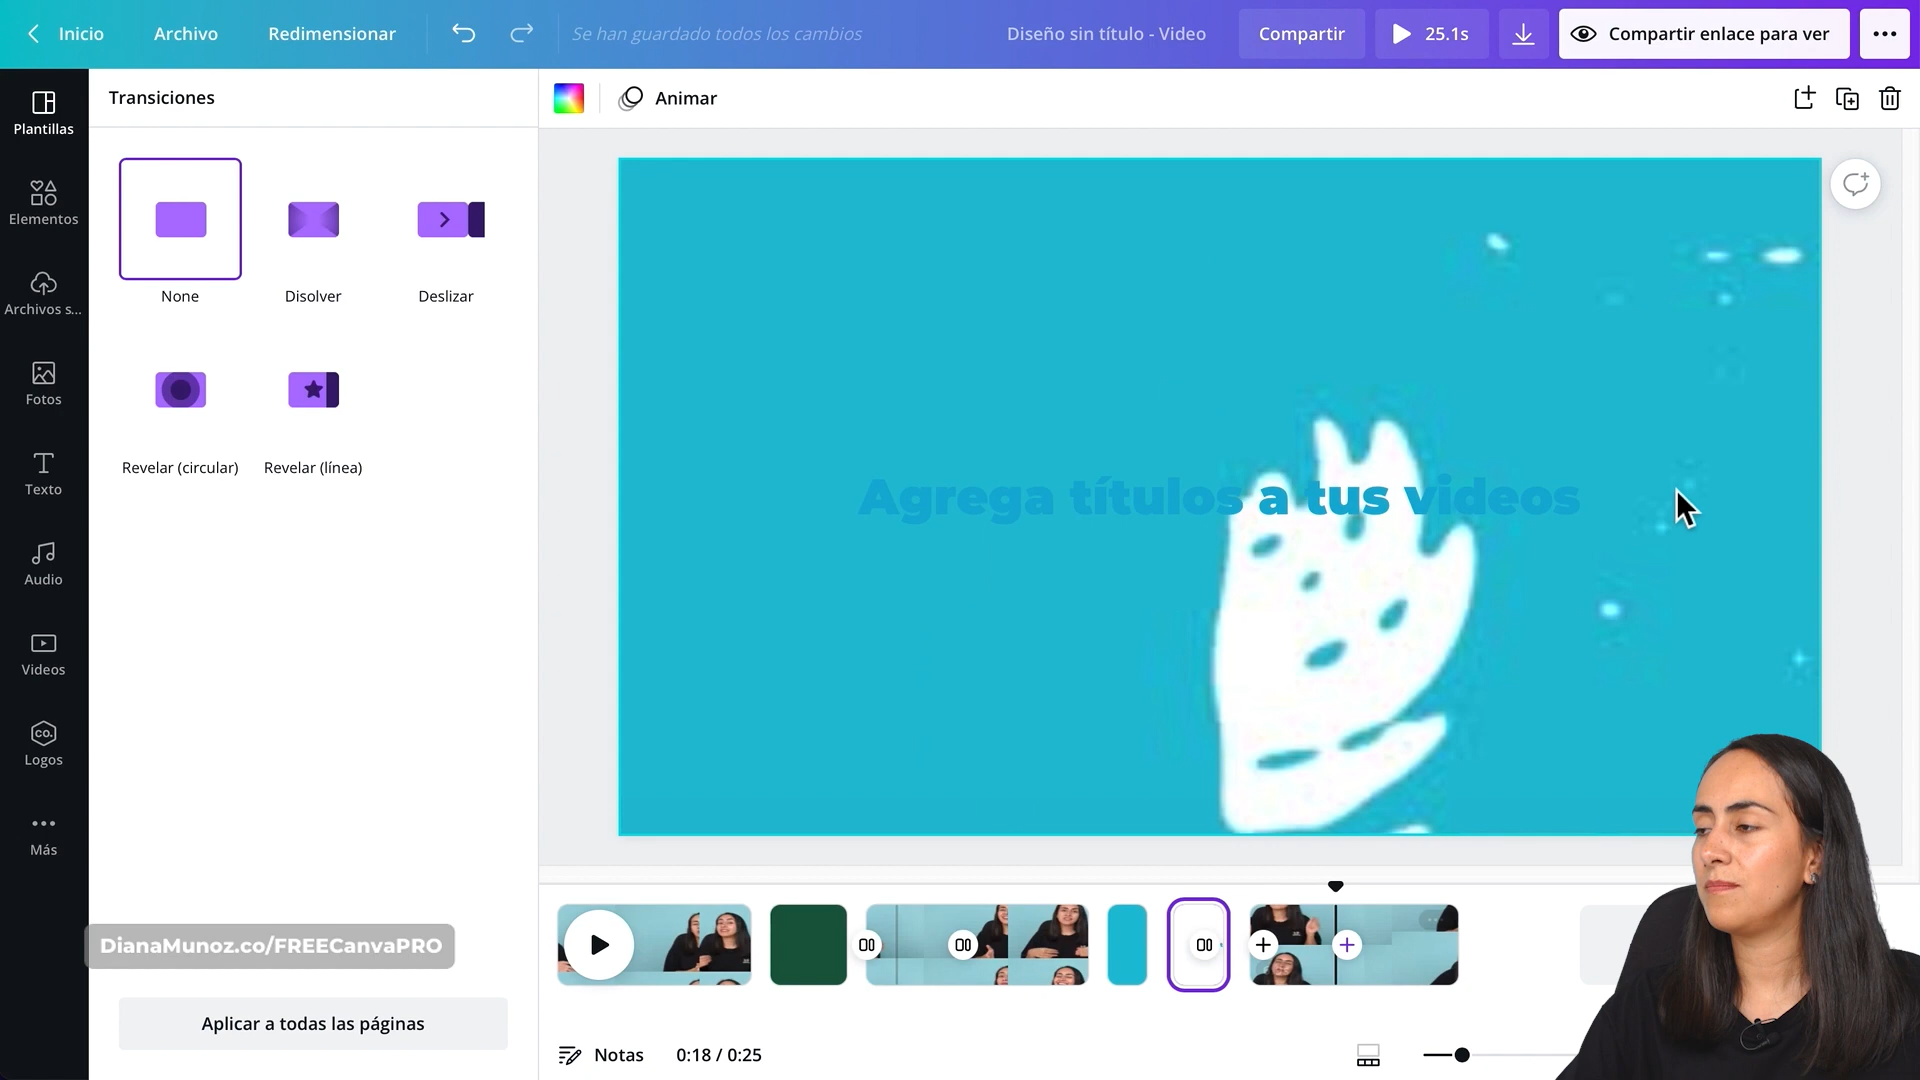 Inicio
Archivo
Redimensionar
Se han guardado todos los cambios
Diseño sin título - Video
Compartir
25.1s
Compartir enlace para ver
Plantillas
Elementos
Archivos s...
Fotos
Texto
Audio
Videos
CO.
Logos
Más
Transiciones
None
Disolver
Deslizar
Revelar (circular)
Revelar (línea)
Animar
Agrega títulos a tus videos
DianaMunoz.co/FREECanvaPRO
Aplicar a todas las páginas
Notas
0:18 / 0:25